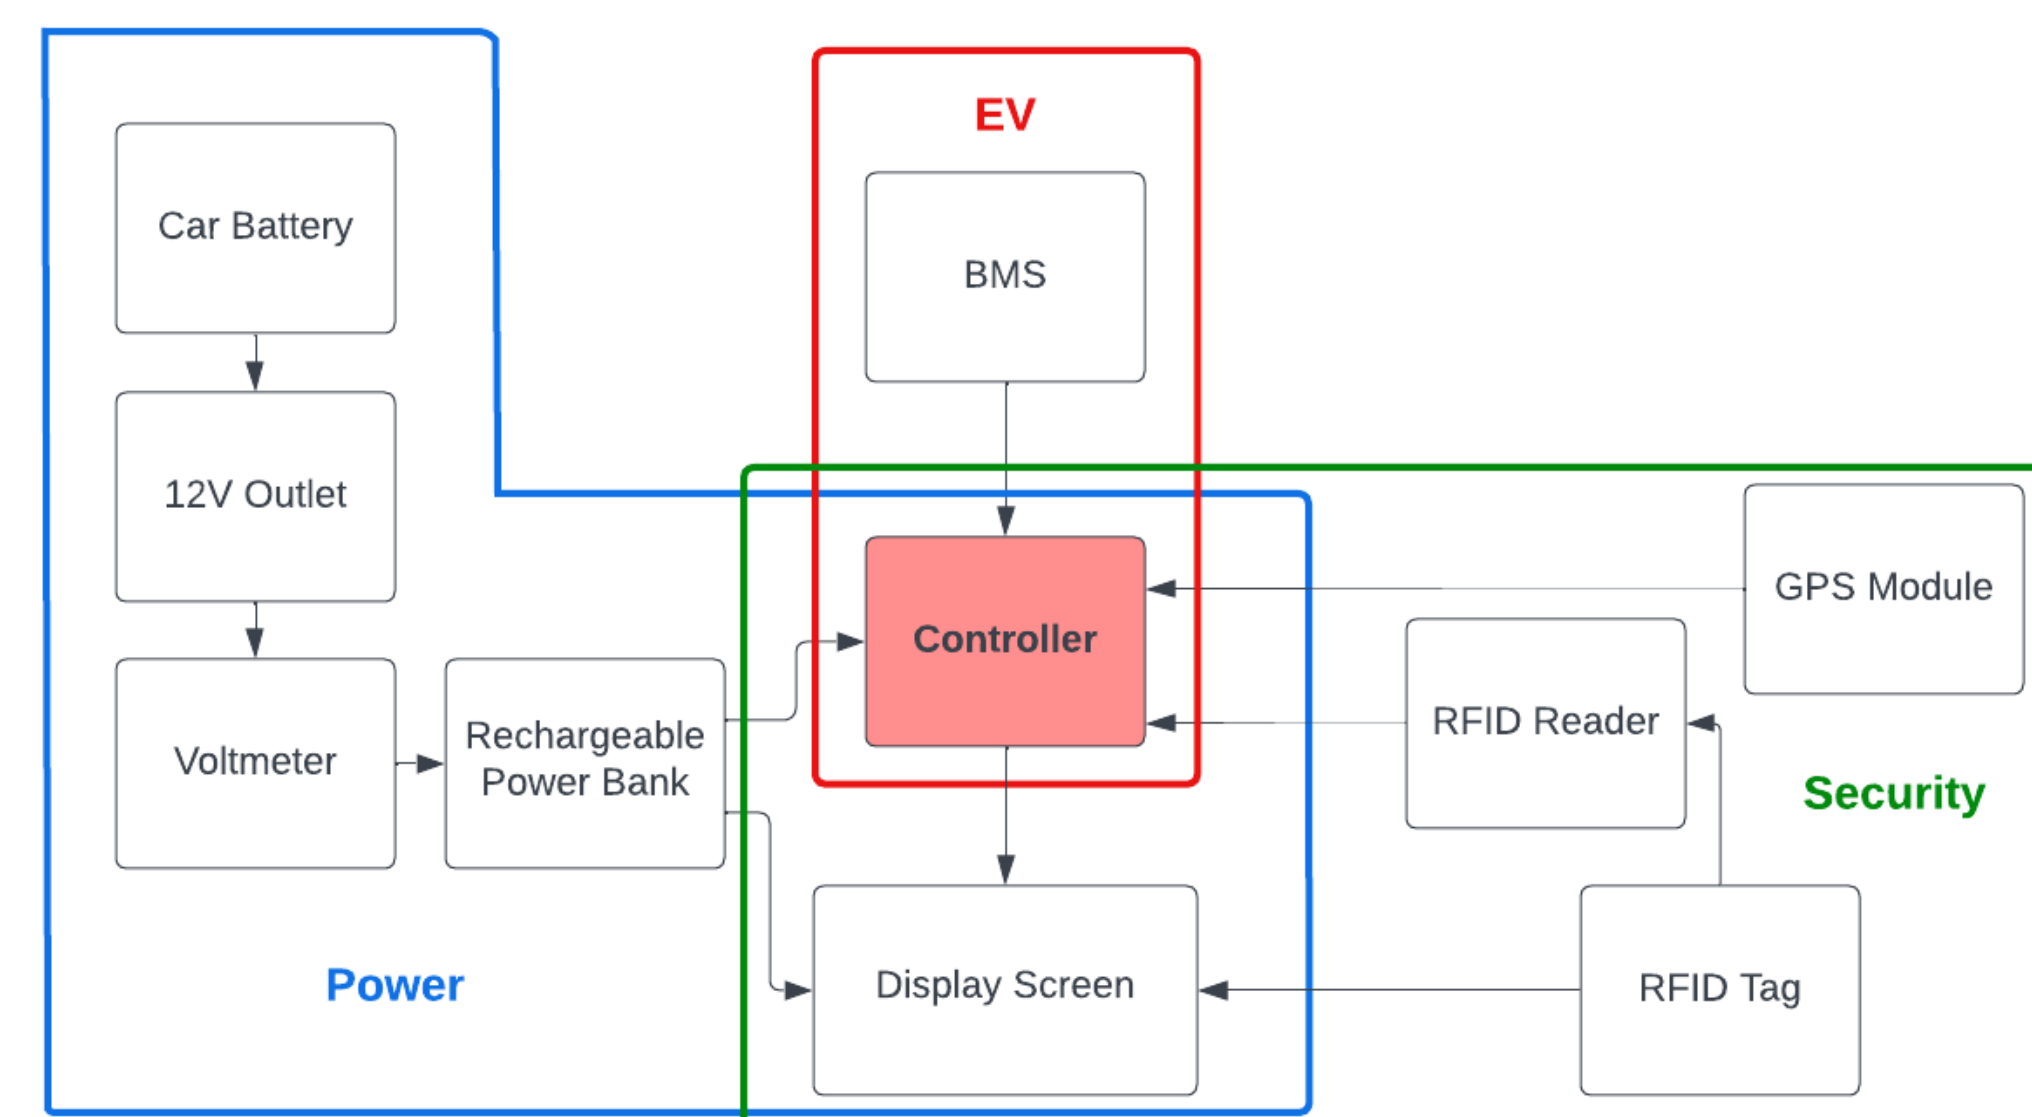 EV
Car Battery
BMS
12V Outlet
GPS Module
Controller
RFID Reader
Voltmeter
Rechargeable
Power Bank
Security
Power
Display Screen
RFID Tag